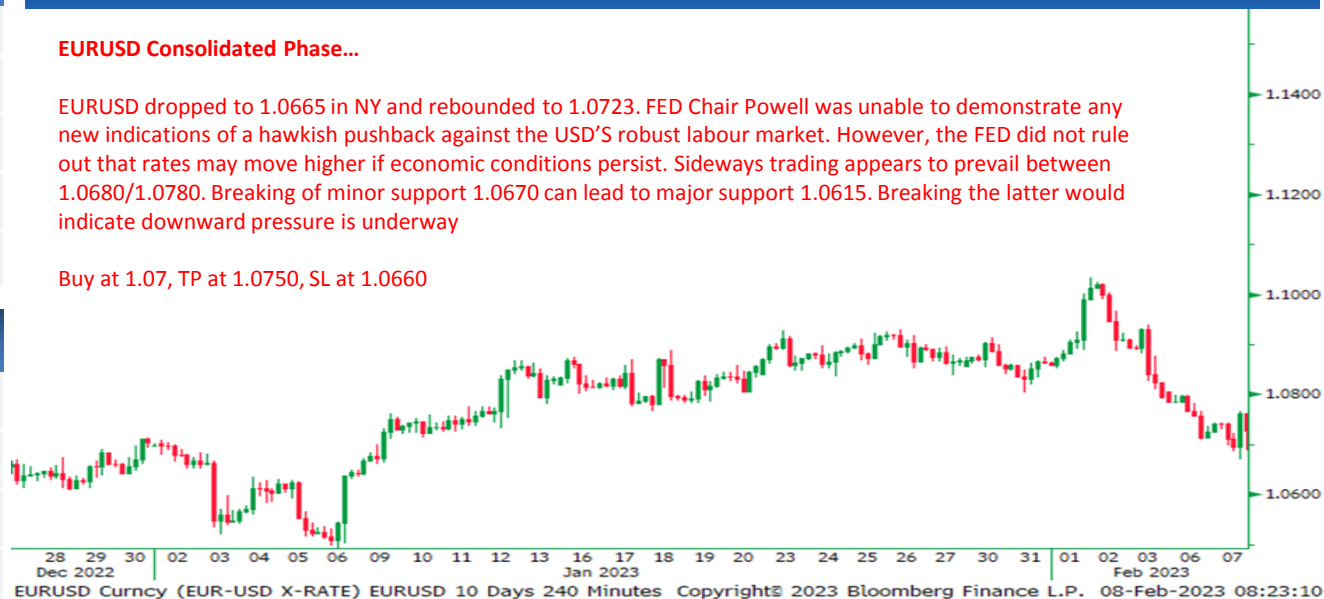 EURUSD Consolidated Phase…
EURUSD dropped to 1.0665 in NY and rebounded to 1.0723. FED Chair Powell was unable to demonstrate any
new indications of a hawkish pushback against the USD’S robust labour market. However, the FED did not rule
out that rates may move higher if economic conditions persist. Sideways trading appears to prevail between
1.0680/1.0780. Breaking of minor support 1.0670 can lead to major support 1.0615. Breaking the latter would
indicate downward pressure is underway
Buy at 1.07, TP at 1.0750, SL at 1.0660
1.1400
1.1200
1.1000
1.0800
1.0600
28 29 30 02 03 04 05 06 09 10 11 12 13 16 17 18 19 20 23 24 25 26 27 30 31 01 02 03 06 07
Dec 2022 Jan 2023 Feb 2023
EURUSD Curncy (EUR-USD X-RATE) EURUSD 10 Days 240 Minutes Copyright© 2023 Bloomberg Finance L.P. 08-Feb-2023 08:23:10